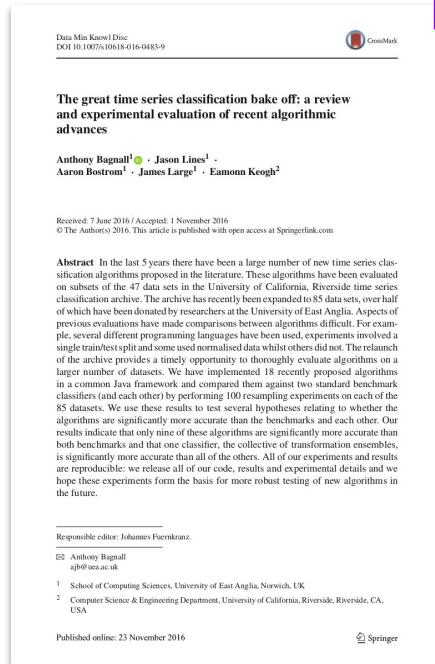 Data Min Knowl Disc
DOI 10.1007/s10618-016-0483-9
CrossMark
The great time series classification bake off: a review
and experimental evaluation of recent algorithmic
advances
Anthony Bagnall¹ · Jason Lines¹ ·
Aaron Bostrom¹ · James Large¹ · Eamonn Keogh²
Received: 7 June 2016 / Accepted: 1 November 2016
© The Author(s) 2016. This article is published with open access at Springerlink.com
Abstract In the last 5 years there have been a large number of new time series clas-
sification algorithms proposed in the literature. These algorithms have been evaluated
on subsets of the 47 data sets in the University of California, Riverside time series
classification archive. The archive has recently been expanded to 85 data sets, over half
of which have been donated by researchers at the University of East Anglia. Aspects of
previous evaluations have made comparisons between algorithms difficult. For exam-
ple, several different programming languages have been used, experiments involved a
single train/test split and some used normalised data whilst others did not. The relaunch
of the archive provides a timely opportunity to thoroughly evaluate algorithms on a
larger number of datasets. We have implemented 18 recently proposed algorithms
in a common Java framework and compared them against two standard benchmark
classifiers (and each other) by performing 100 resampling experiments on each of the
85 datasets. We use these results to test several hypotheses relating to whether the
algorithms are significantly more accurate than the benchmarks and each other. Our
results indicate that only nine of these algorithms are significantly more accurate than
both benchmarks and that one classifier, the collective of transformation ensembles,
is significantly more accurate than all of the others. All of our experiments and results
are reproducible: we release all of our code, results and experimental details and we
hope these experiments form the basis for more robust testing of new algorithms in
the future.
Responsible editor: Johannes Fuernkranz.
✉ Anthony Bagnall
ajb@uea.ac.uk
1 School of Computing Sciences, University of East Anglia, Norwich, UK
2 Computer Science & Engineering Department, University of California, Riverside, Riverside, CA,
USA
Published online: 23 November 2016
Springer